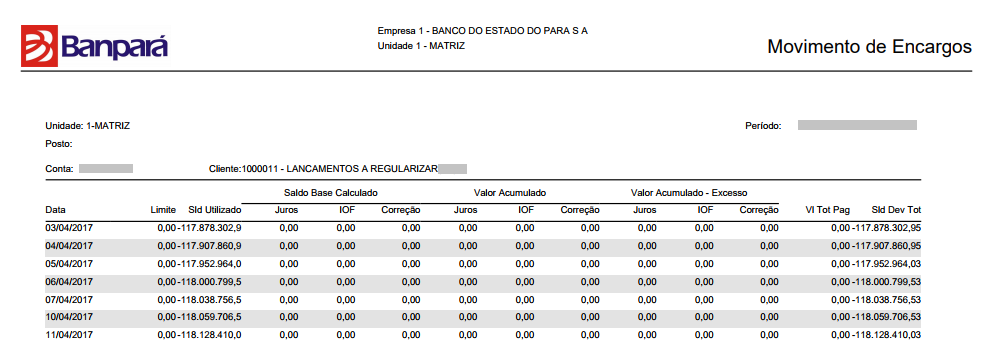 Banpará
Empresa 1 - BANCO DO ESTADO DO PARA S A
Unidade 1 - MATRIZ
Movimento de Encargos
Unidade: 1-MATRIZ Período:
Posto:
Conta: Cliente:1000011 - LANCAMENTOS A REGULARIZAR
Saldo Base Calculado Valor Acumulado Valor Acumulado - Excesso
Data Limite Sld Utilizado Juros IOF Correção Juros IOF Correção Juros IOF Correção Vl Tot Pag Sld Dev Tot
03/04/2017 0,00 -117.878.302,9 0,00 0,00 0,00 0,00 0,00 0,00 0,00 0,00 0,00 0,00 -117.878.302,95
04/04/2017 0,00 -117.907.860,9 0,00 0,00 0,00 0,00 0,00 0,00 0,00 0,00 0,00 0,00 -117.907.860,95
05/04/2017 0,00 -117.952.964,0 0,00 0,00 0,00 0,00 0,00 0,00 0,00 0,00 0,00 0,00 -117.952.964,03
06/04/2017 0,00 -118.000.799,5 0,00 0,00 0,00 0,00 0,00 0,00 0,00 0,00 0,00 0,00 -118.000.799,53
07/04/2017 0,00 -118.038.756,5 0,00 0,00 0,00 0,00 0,00 0,00 0,00 0,00 0,00 0,00 -118.038.756,53
10/04/2017 0,00 -118.059.706,5 0,00 0,00 0,00 0,00 0,00 0,00 0,00 0,00 0,00 0,00 -118.059.706,53
11/04/2017 0,00 -118.128.410,0 0,00 0,00 0,00 0,00 0,00 0,00 0,00 0,00 0,00 0,00 -118.128.410,03